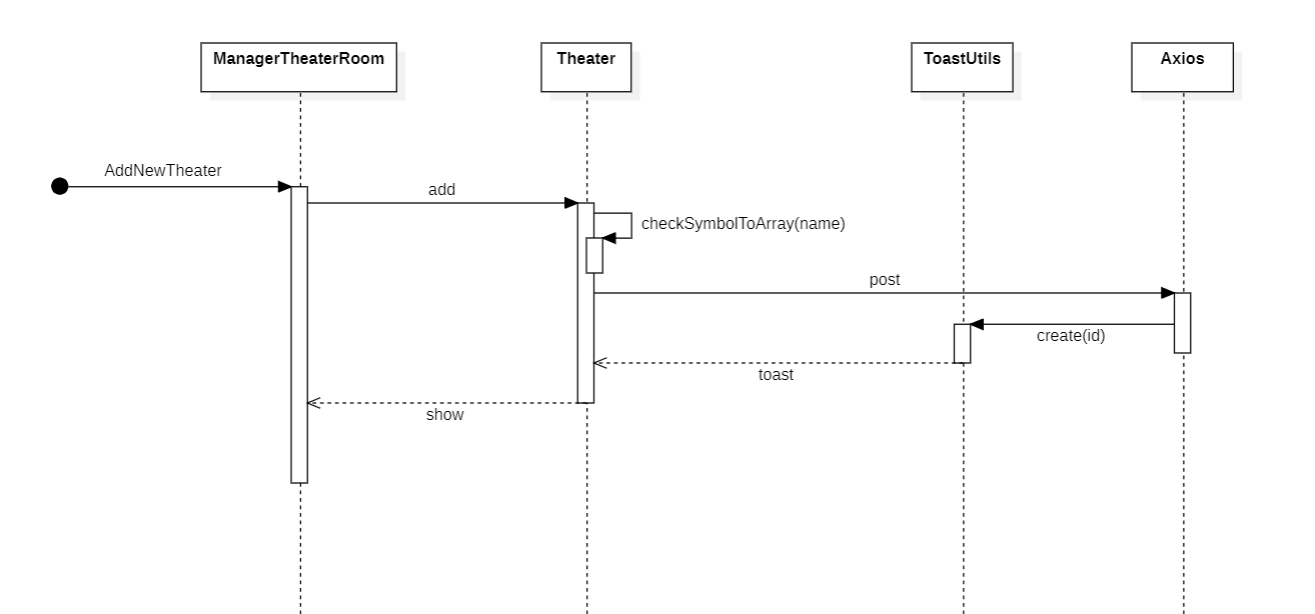 ManagerTheaterRoom
Theater
ToastUtils
Axios
AddNewTheater
add
checkSymbolToArray(name)
post
create(id)
toast
show